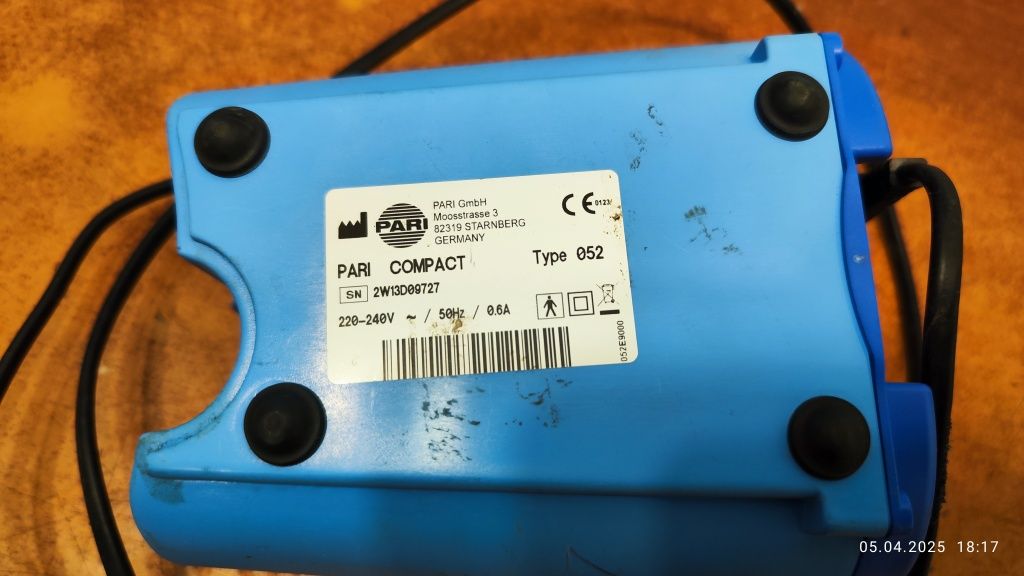 PARI
PARI GmbH
Moosstrasse 3
82319 STARNBERG
GERMANY
CE 0123
PARI COMPACT
Type 052
SN 2W13D09727
220-240V ~ / 50Hz / 0.6A
052E9000
05.04.2025 18:17